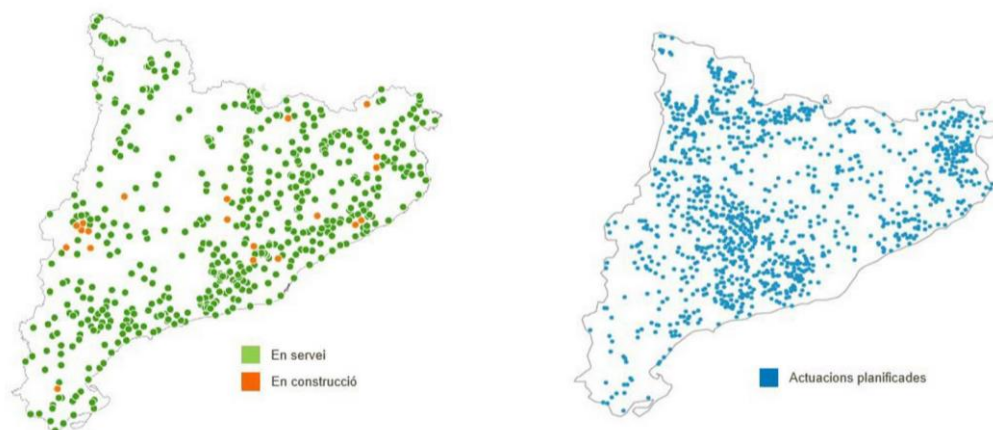 En servei
En construcció
Actuacions planificades